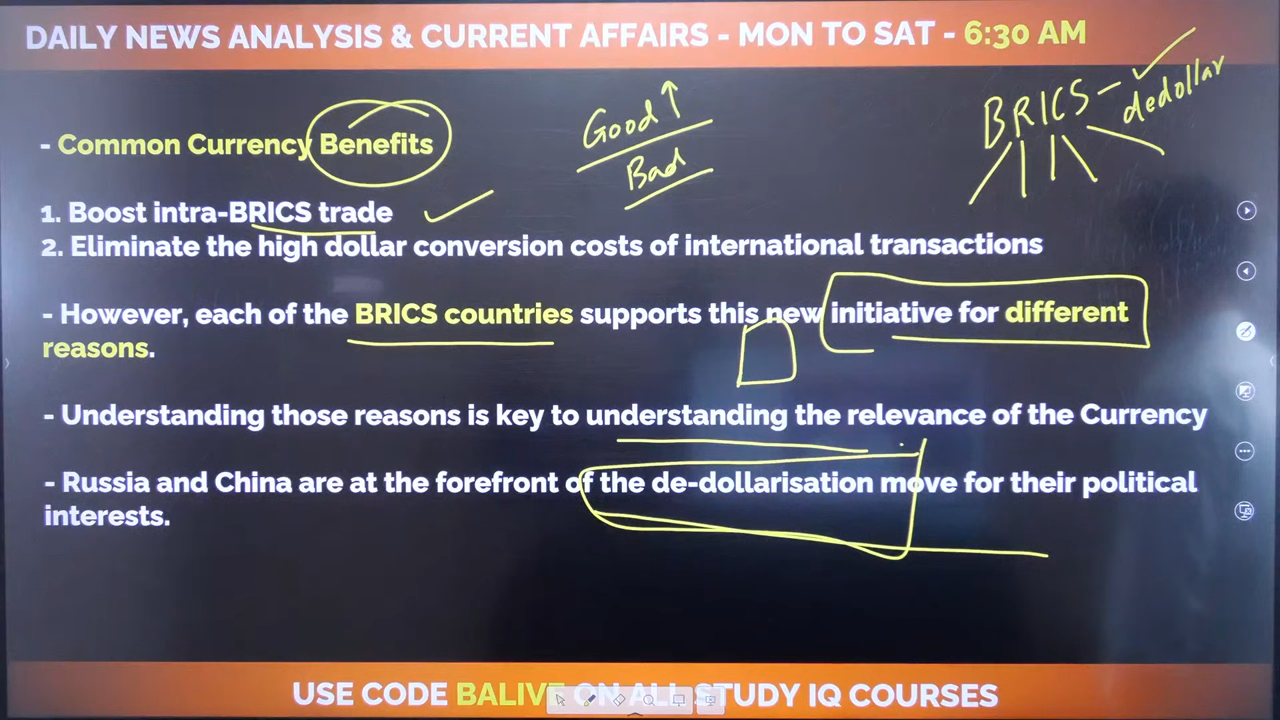 DAILY NEWS ANALYSIS & CURRENT AFFAIRS - MON TO SAT - 6:30 AM
BRICS - dedollar
Good ↑
Bad
- Common Currency Benefits
1. Boost intra-BRICS trade
2. Eliminate the high dollar conversion costs of international transactions
- However, each of the BRICS countries supports this new initiative for different
reasons.
- Understanding those reasons is key to understanding the relevance of the Currency
- Russia and China are at the forefront of the de-dollarisation move for their political
interests.
USE CODE BALIVE ON ALL STUDY IQ COURSES